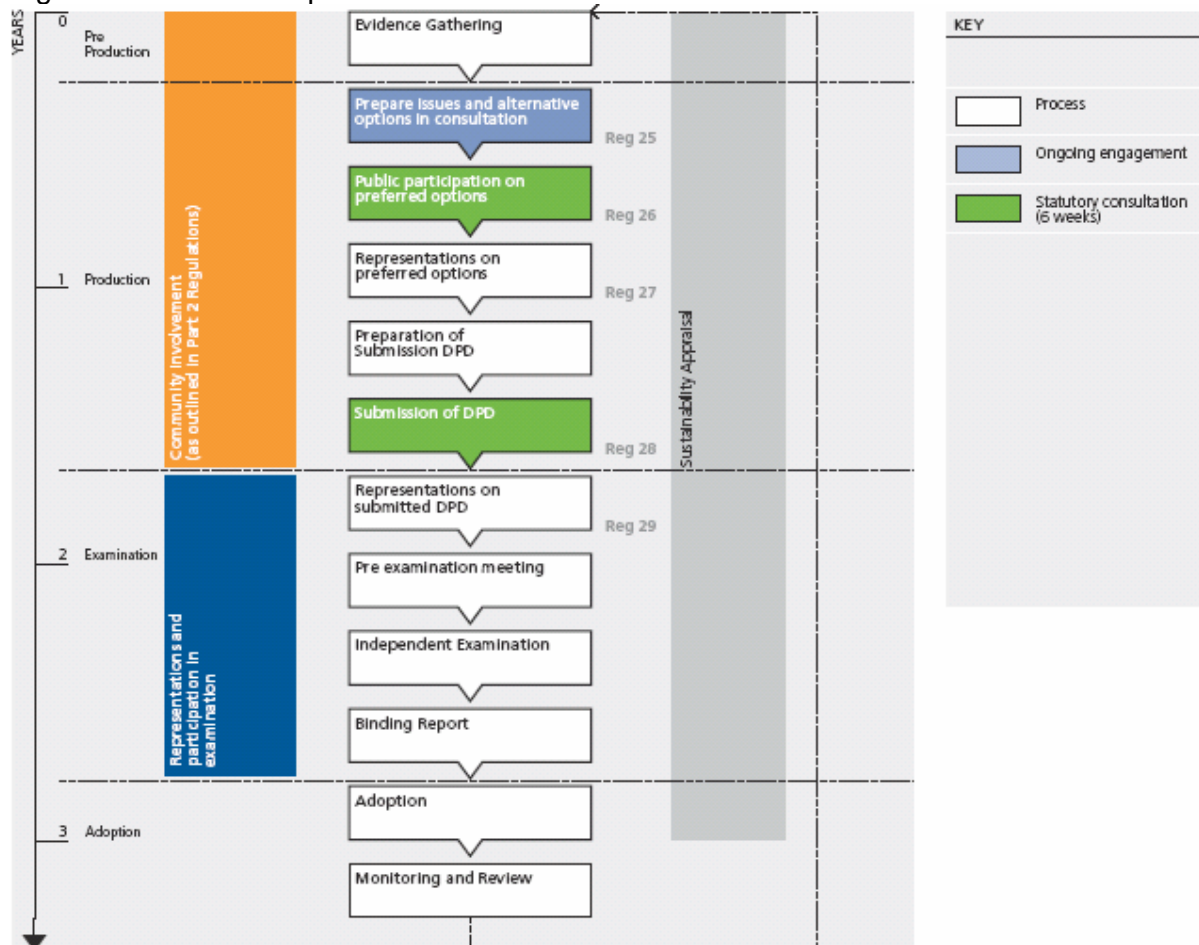 YEARS
0
Pre
Production
Evidence Gathering
KEY
Process
Ongoing engagement
Statutory consultation
(6 weeks)
Prepare issues and alternative
options in consultation
Reg 25
Public participation on
preferred options
Reg 26
1
Production
Representations on
preferred options
Reg 27
Preparation of
Submission DPD
Submission of DPD
Reg 28
Community Involvement
(as outlined in Part 2 Regulations)
Sustainability Appraisal
Representations on
submitted DPD
Reg 29
2
Examination
Pre examination meeting
Independent Examination
Binding Report
Representations and
participation in
examination
Adoption
3
Adoption
Monitoring and Review